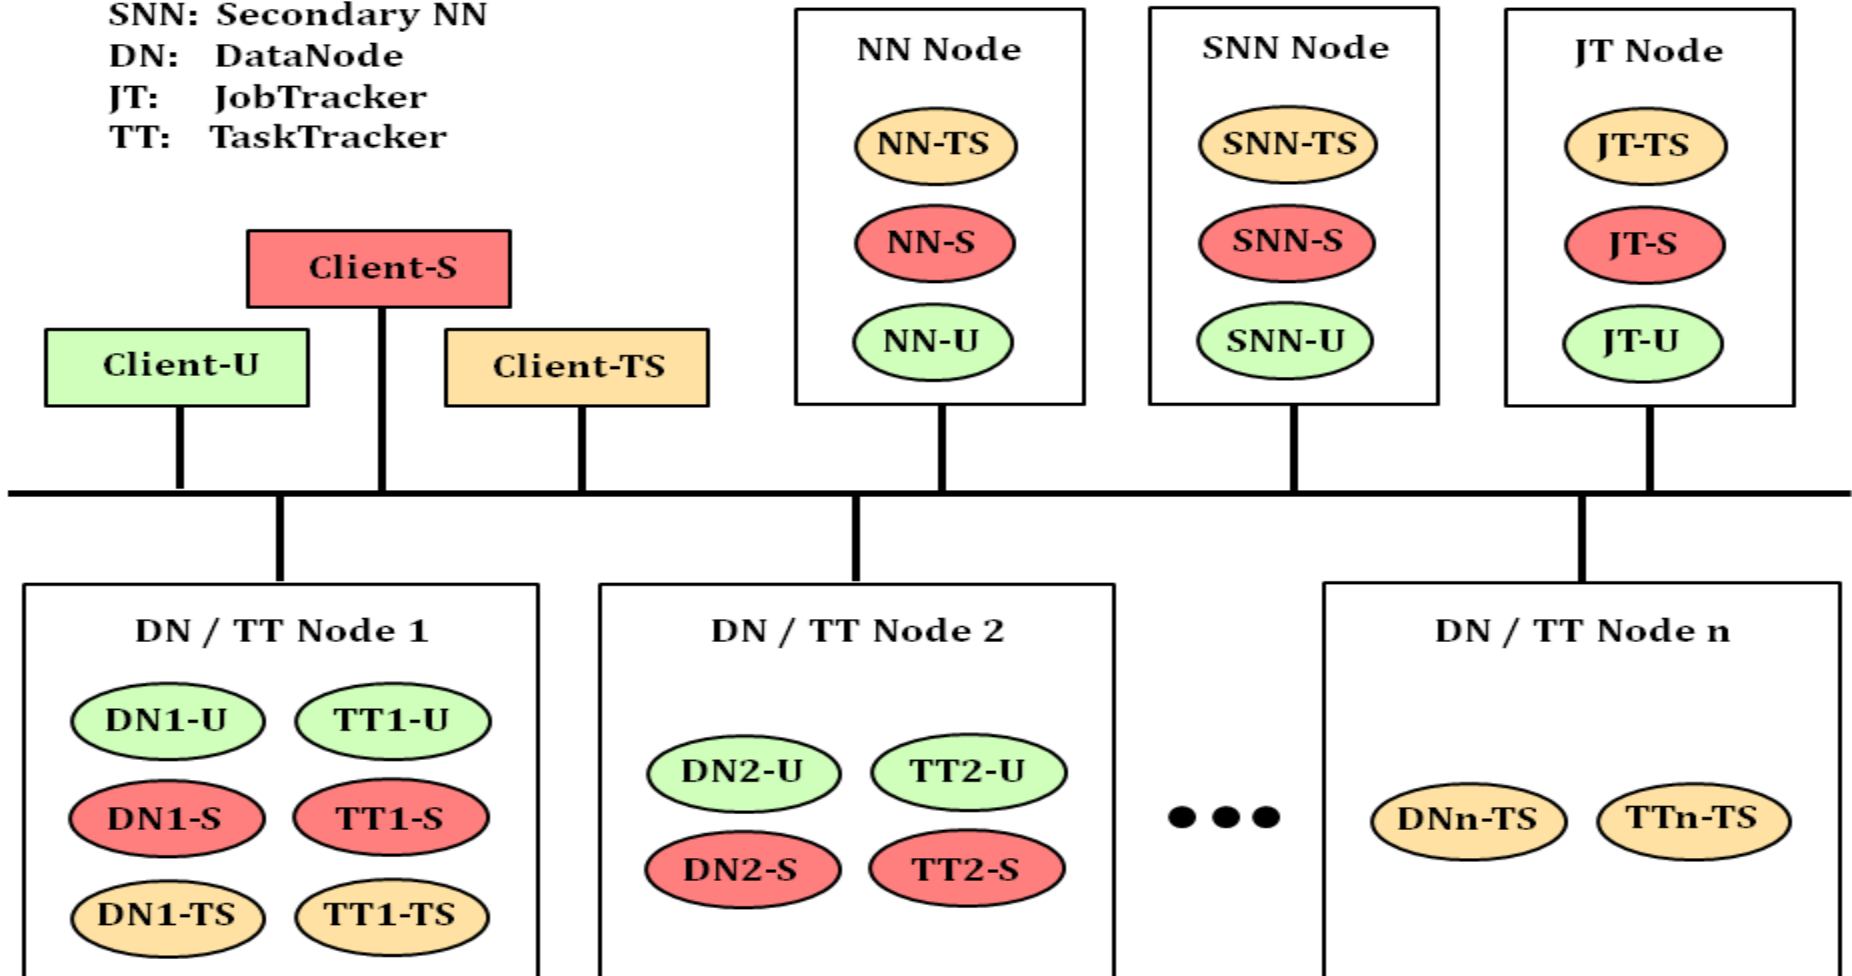 SNN: Secondary NN
DN: DataNode
JT: JobTracker
TT: TaskTracker
NN Node
NN-TS
NN-S
NN-U
SNN Node
SNN-TS
SNN-S
SNN-U
JT Node
JT-TS
JT-S
JT-U
Client-S
Client-U
Client-TS
DN / TT Node 1
DN1-U TT1-U
DN1-S TT1-S
DN1-TS TT1-TS
DN / TT Node 2
DN2-U TT2-U
DN2-S TT2-S
DN / TT Node n
DNn-TS TTn-TS